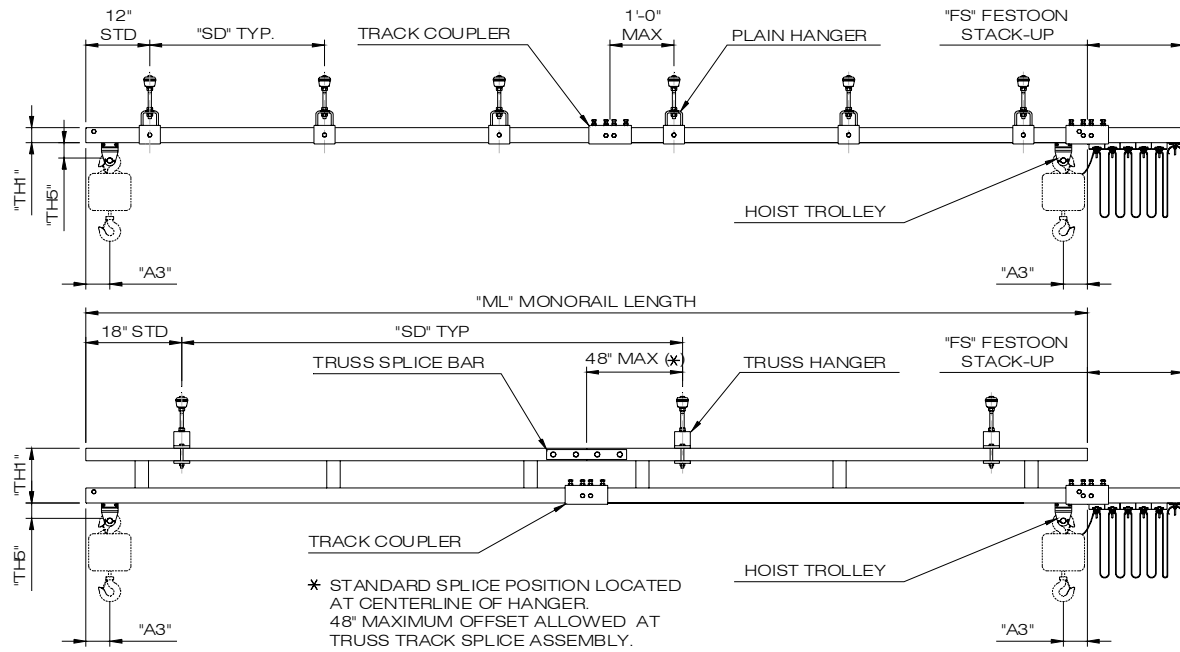 12"
STD
"SD" TYP.
TRACK COUPLER
1'-0"
MAX
PLAIN HANGER
"FS" FESTOON
STACK-UP
"TH1"
"TH5"
HOIST TROLLEY
"A3"
"A3"
"ML" MONORAIL LENGTH
18" STD
"SD" TYP
TRUSS SPLICE BAR
48" MAX (*)
TRUSS HANGER
"FS" FESTOON
STACK-UP
"TH1"
"TH5"
TRACK COUPLER
HOIST TROLLEY
* STANDARD SPLICE POSITION LOCATED
AT CENTERLINE OF HANGER.
48" MAXIMUM OFFSET ALLOWED AT
TRUSS TRACK SPLICE ASSEMBLY.
"A3"
"A3"